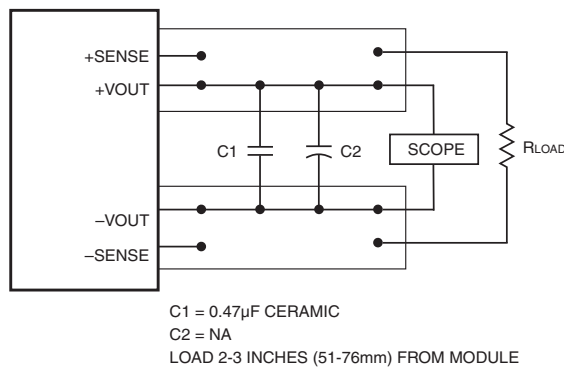 +SENSE
+VOUT
C1
C2
SCOPE
RLOAD
–VOUT
–SENSE
C1 = 0.47µF CERAMIC
C2 = NA
LOAD 2-3 INCHES (51-76mm) FROM MODULE